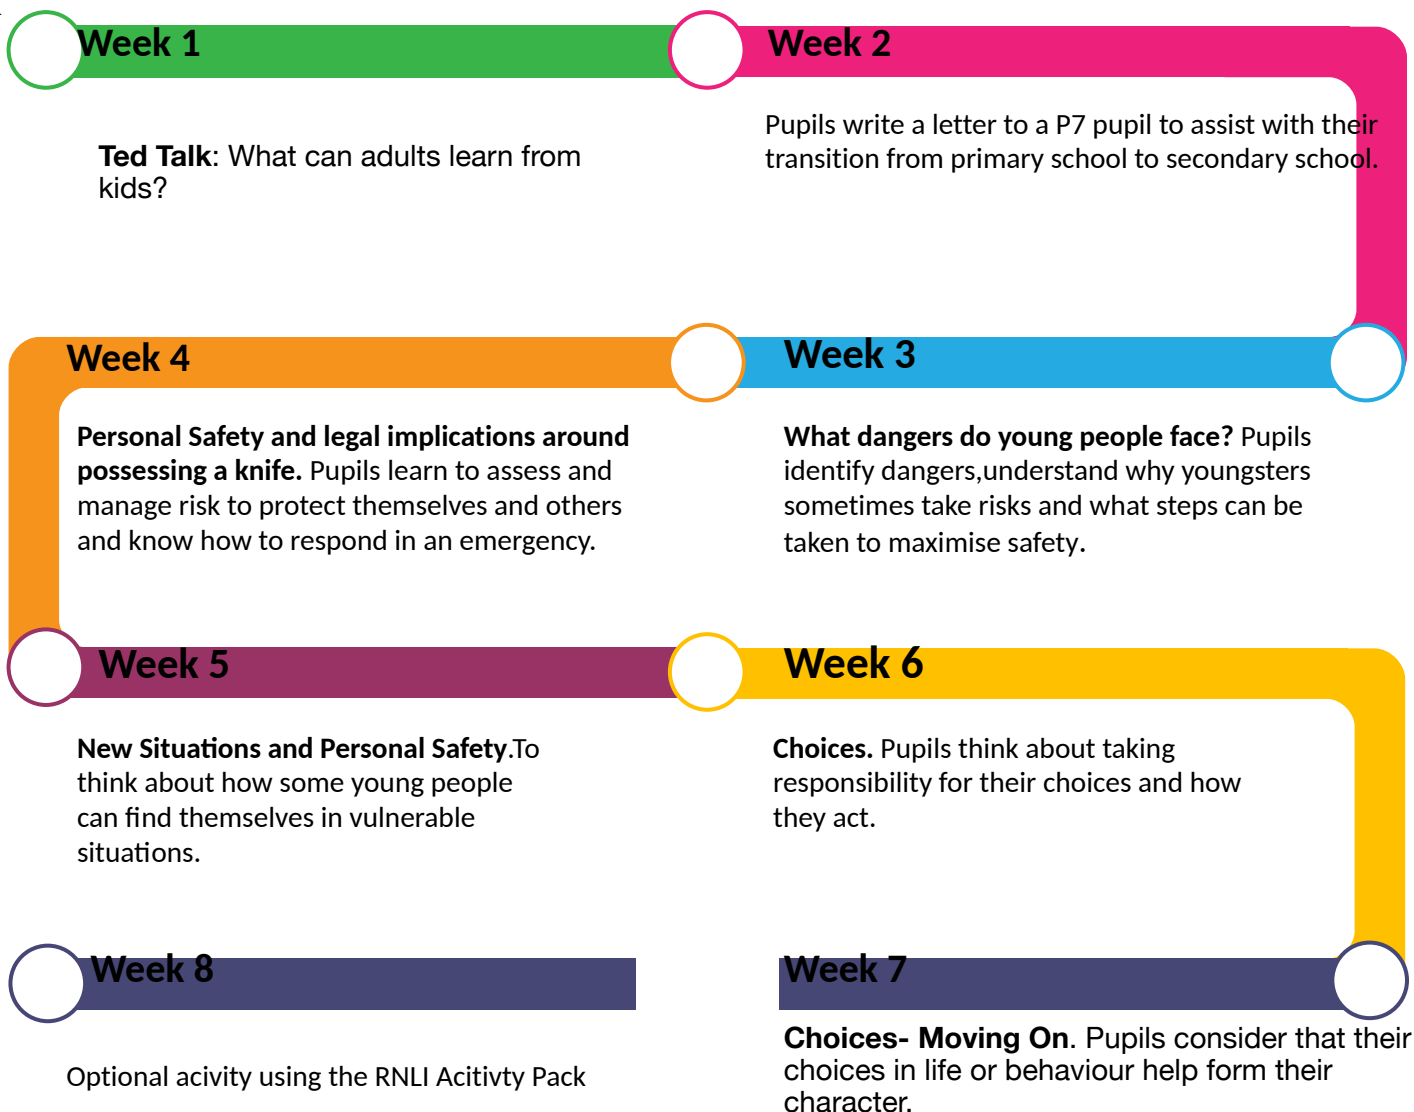 Week 1
Ted Talk: What can adults learn from
kids?
Week 2
Pupils write a letter to a P7 pupil to assist with their
transition from primary school to secondary school.
Week 3
What dangers do young people face? Pupils
identify dangers,understand why youngsters
sometimes take risks and what steps can be
taken to maximise safety.
Week 4
Personal Safety and legal implications around
possessing a knife. Pupils learn to assess and
manage risk to protect themselves and others
and know how to respond in an emergency.
Week 5
New Situations and Personal Safety.To
think about how some young people
can find themselves in vulnerable
situations.
Week 6
Choices. Pupils think about taking
responsibility for their choices and how
they act.
Week 7
Choices- Moving On. Pupils consider that their
choices in life or behaviour help form their
character.
Week 8
Optional acivity using the RNLI Acitivty Pack